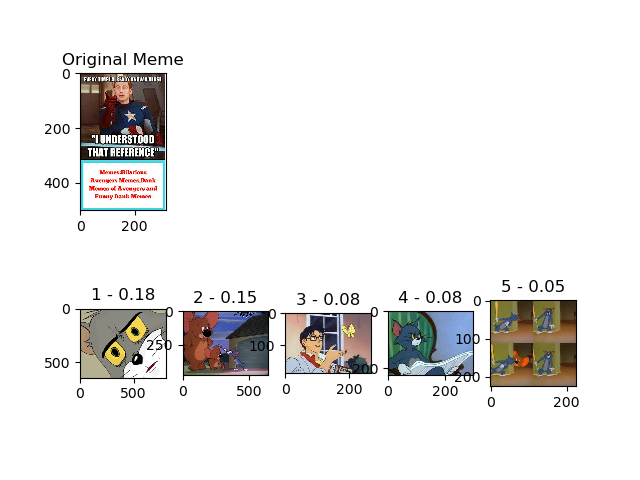 Original Meme
"I UNDERSTOOD
THAT REFERENCE"
Memes,Hilarious
Avengers Memes,Dank
Memes of Avengers and
Funny Dank Memes
0
200
400
0 200
1 - 0.18
2 - 0.15
3 - 0.08
4 - 0.08
5 - 0.05
0
500
0 500
0
250
0 500
0
100
0 200
0
200
0 200
0
100
200
0 200